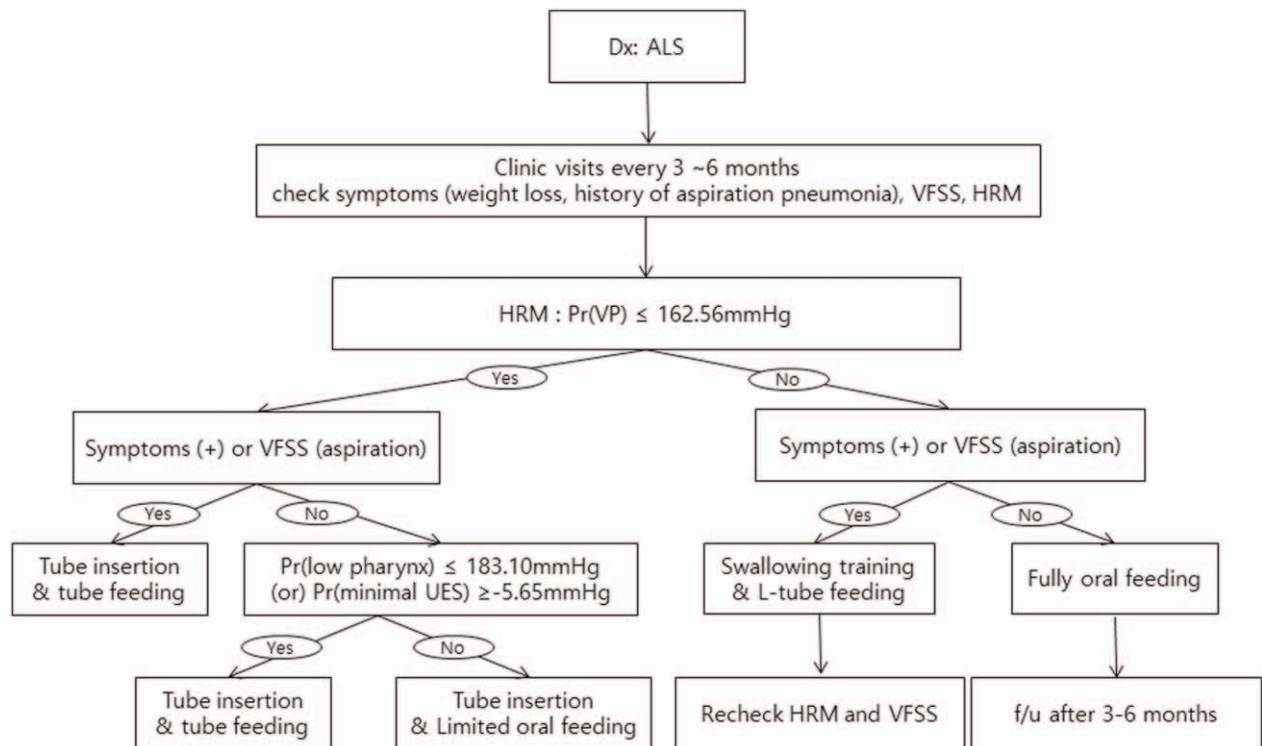 Dx: ALS
Clinic visits every 3 ~6 months
check symptoms (weight loss, history of aspiration pneumonia), VFSS, HRM
HRM : Pr(VP) ≤ 162.56mmHg
Yes
No
Symptoms (+) or VFSS (aspiration)
Symptoms (+) or VFSS (aspiration)
Yes
No
Yes
No
Tube insertion
& tube feeding
Pr(low pharynx) ≤ 183.10mmHg
(or) Pr(minimal UES) ≥-5.65mmHg
Swallowing training
& L-tube feeding
Fully oral feeding
Yes
No
Tube insertion
& tube feeding
Tube insertion
& Limited oral feeding
Recheck HRM and VFSS
f/u after 3-6 months